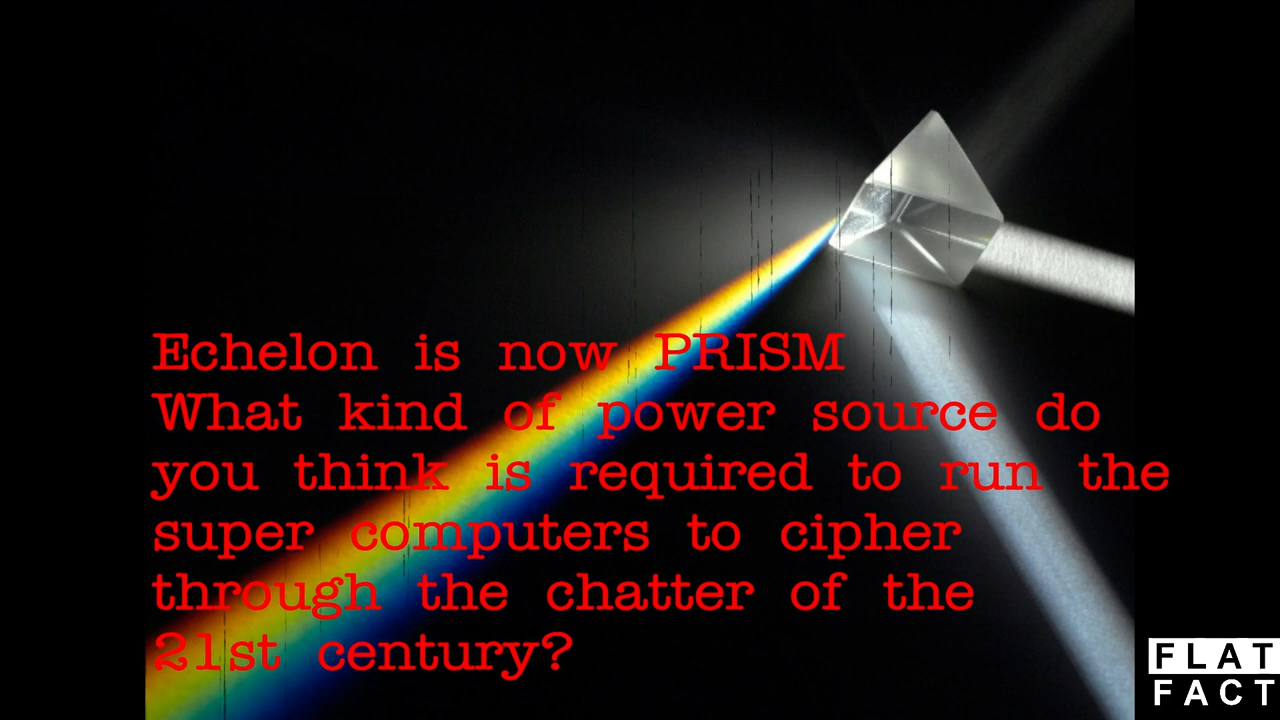 Echelon is now PRISM
What kind of power source do
you think is required to run the
super computers to cipher
through the chatter of the
21st century?
FLAT
FACT